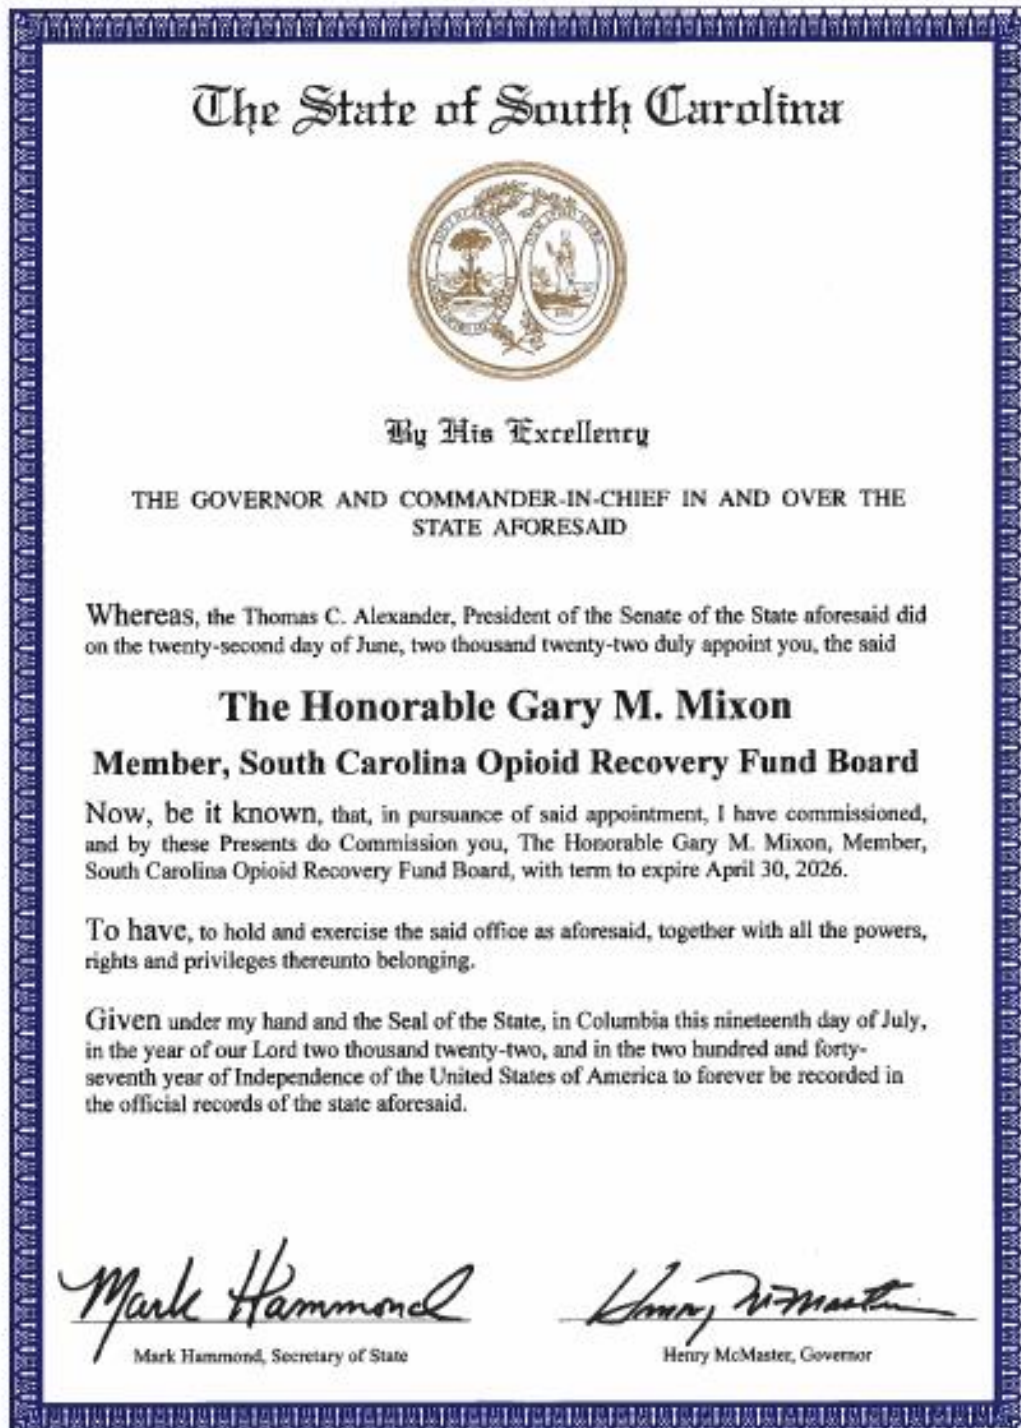 The State of South Carolina
By His Excellency
THE GOVERNOR AND COMMANDER-IN-CHIEF IN AND OVER THE
STATE AFORESAID
Whereas, the Thomas C. Alexander, President of the Senate of the State aforesaid did
on the twenty-second day of June, two thousand twenty-two duly appoint you, the said
The Honorable Gary M. Mixon
Member, South Carolina Opioid Recovery Fund Board
Now, be it known, that, in pursuance of said appointment, I have commissioned,
and by these Presents do Commission you, The Honorable Gary M. Mixon, Member,
South Carolina Opioid Recovery Fund Board, with term to expire April 30, 2026.
To have, to hold and exercise the said office as aforesaid, together with all the powers,
rights and privileges thereunto belonging.
Given under my hand and the Seal of the State, in Columbia this nineteenth day of July,
in the year of our Lord two thousand twenty-two, and in the two hundred and forty-
seventh year of Independence of the United States of America to forever be recorded in
the official records of the state aforesaid.
Mark Hammond
Henry McMaster
Mark Hammond, Secretary of State
Henry McMaster, Governor